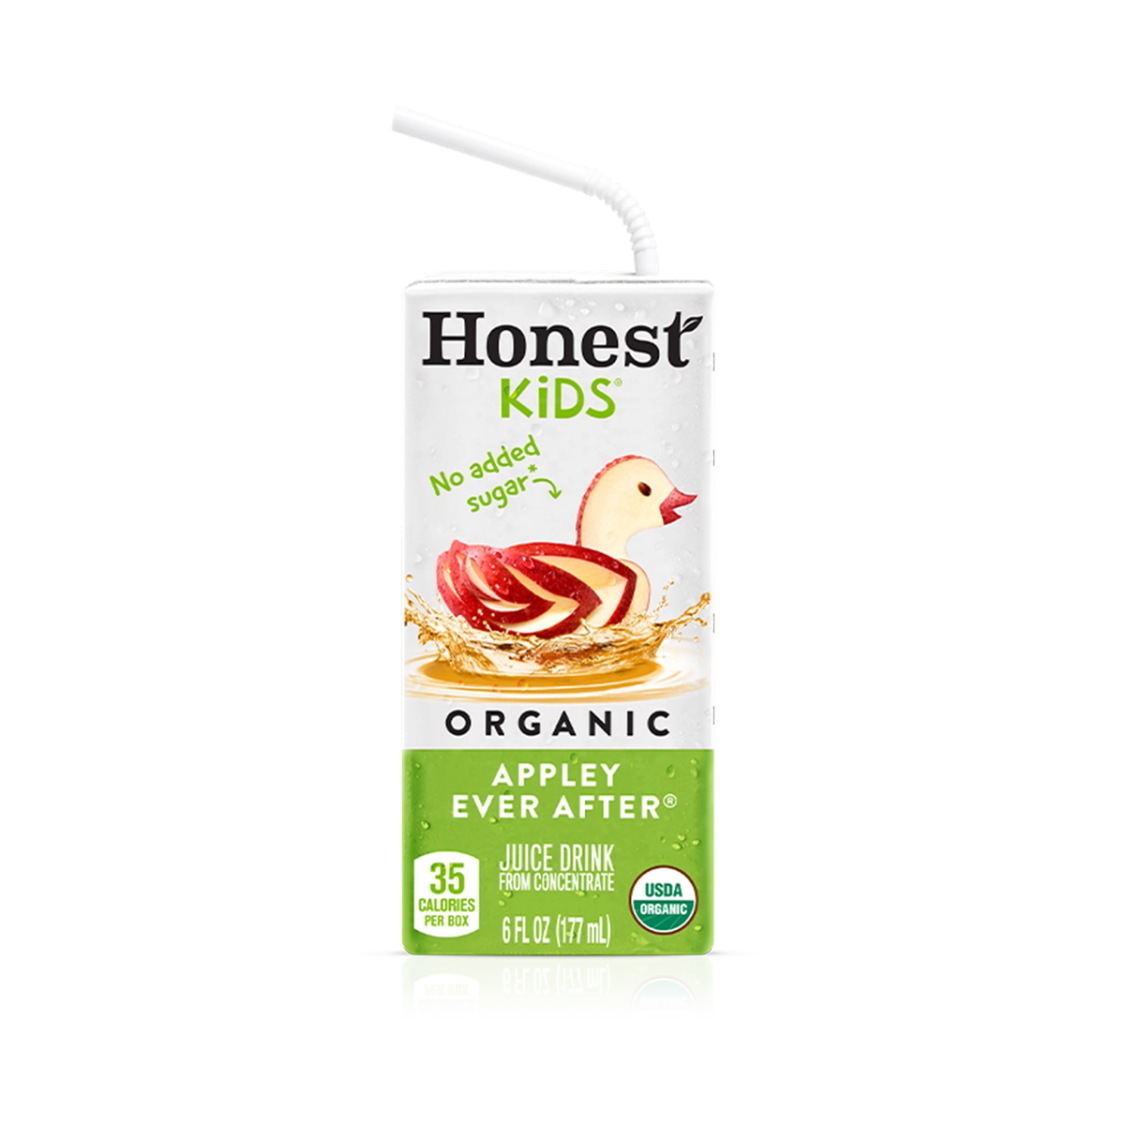 Honest
KiDS®
No added
sugar*
ORGANIC
APPLEY
EVER AFTER®
JUICE DRINK
FROM CONCENTRATE
35
CALORIES
PER BOX
6 FL OZ (177 mL)
USDA
ORGANIC